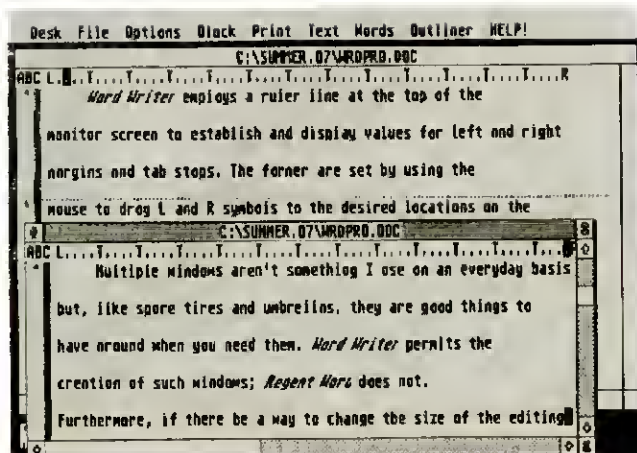 Desk File Options Block Print Text Words Outliner HELP!
C:\SUMMER.07\WRDPRO.DOC
ABC L...T....T....T....T....T....T....T....T....T....T....T....R
Word Writer employs a ruler line at the top of the
monitor screen to establish and display values for left and right
margins and tab stops. The former are set by using the
mouse to drag L and R symbols to the desired locations on the
C:\SUMMER.07\WRDPRO.DOC
ABC L....T....T....T....T....T....T....T....T....T....T...
Multiple windows aren't something I use on an everyday basis
but, like spare tires and umbrellas, they are good things to
have around when you need them. Word Writer permits the
creation of such windows; Regent Word does not.
Furthermore, if there be a way to change the size of the editing